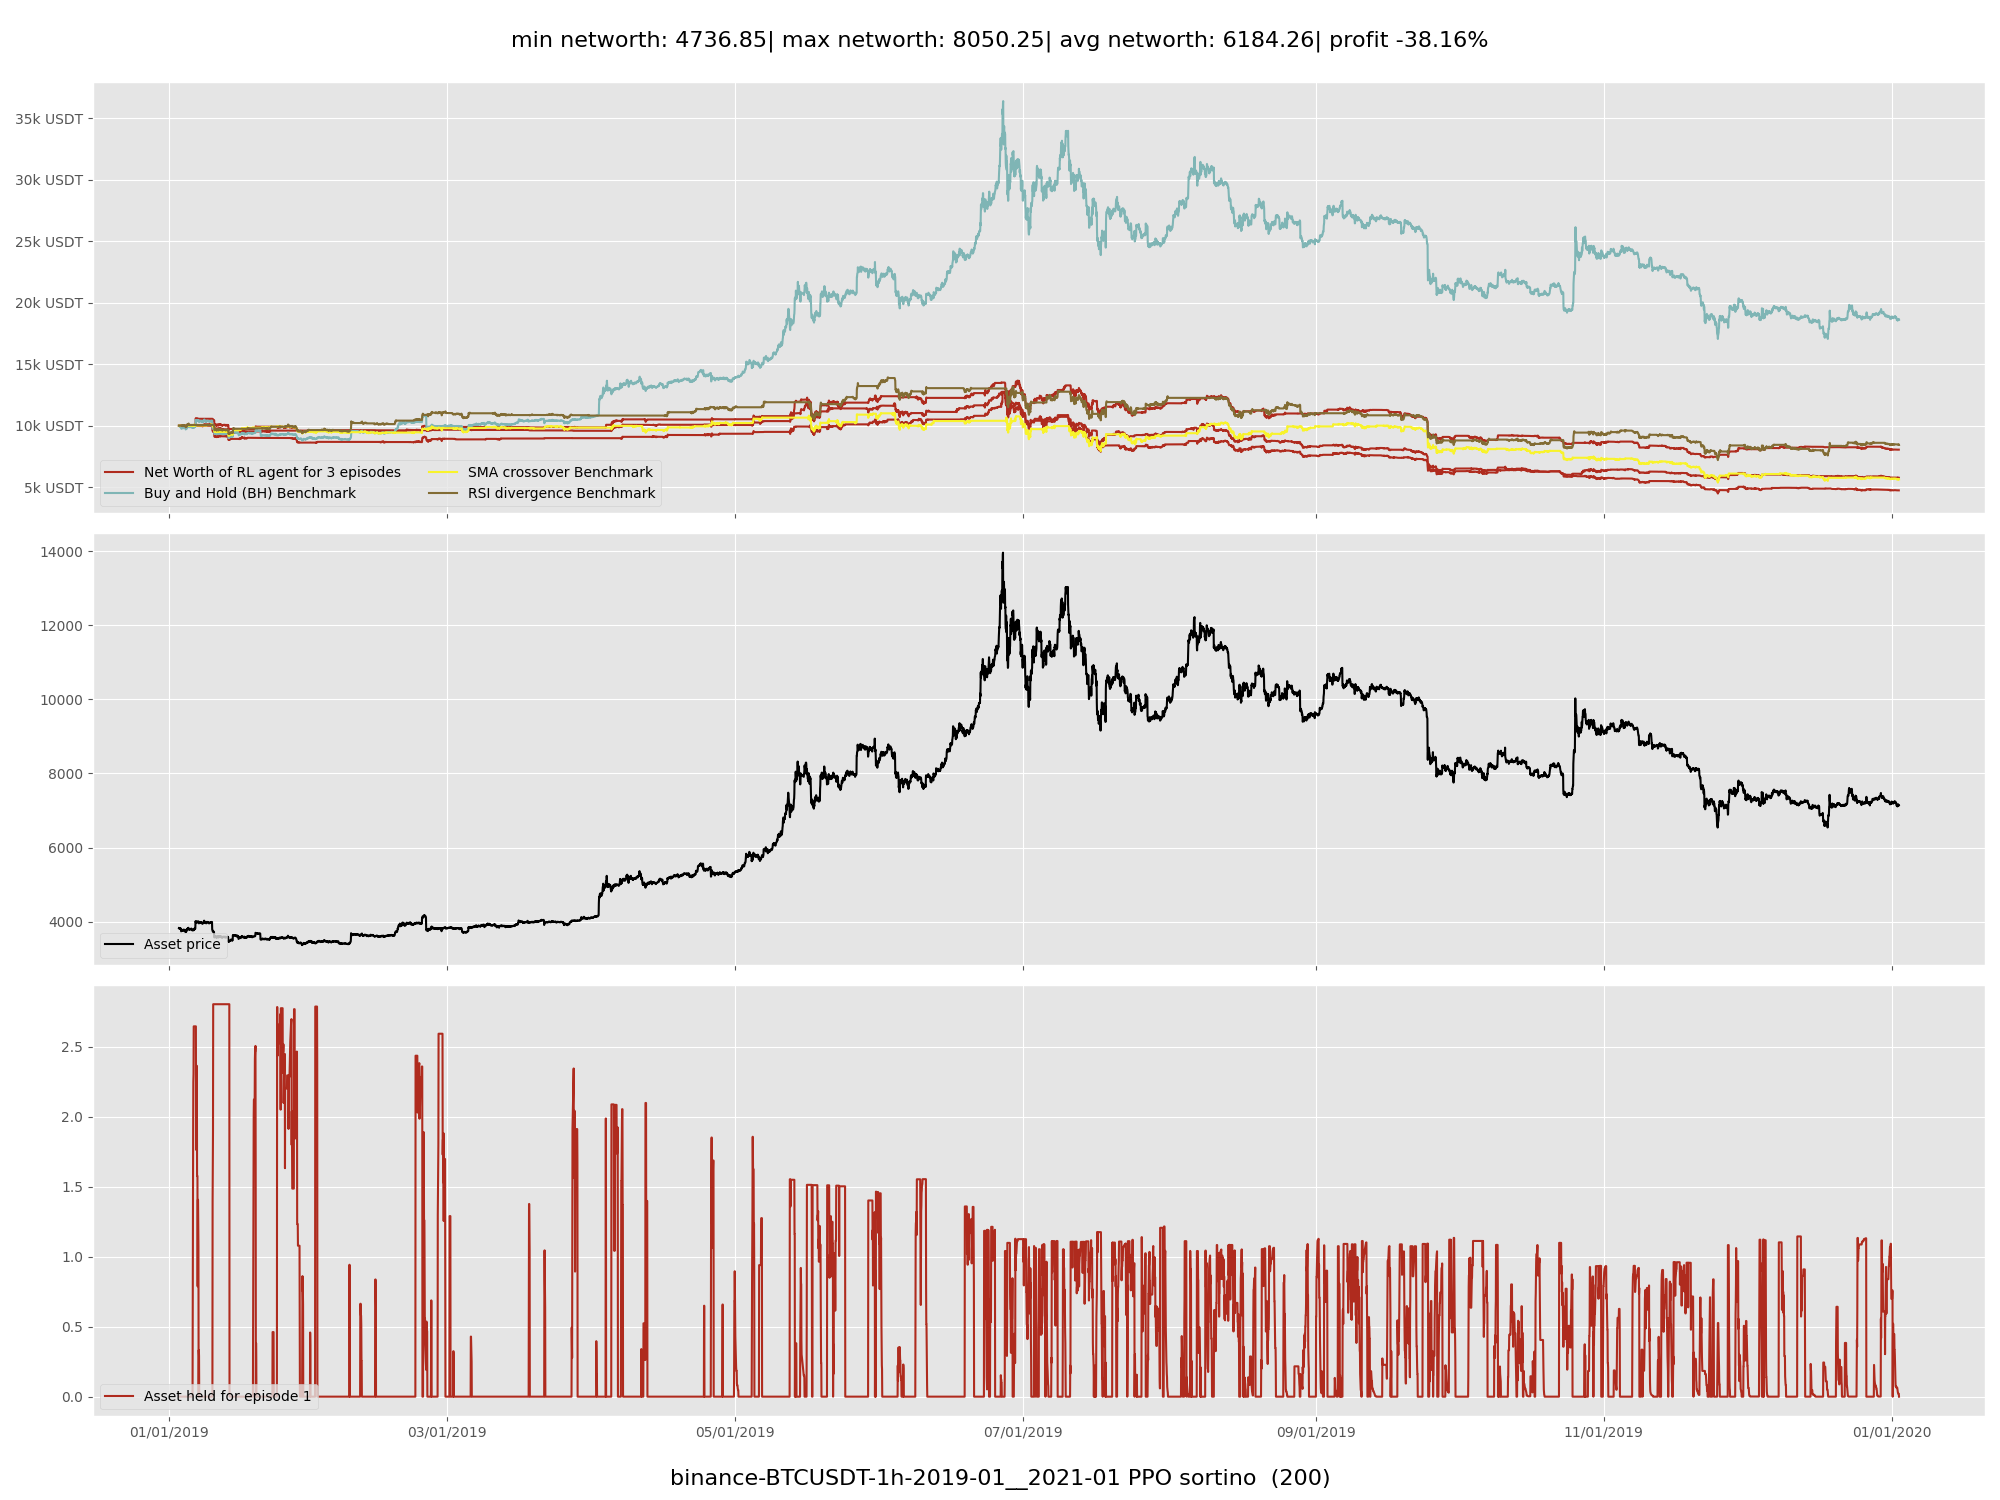 min networth: 4736.85| max networth: 8050.25| avg networth: 6184.26| profit -38.16%
35k USDT
30k USDT
25k USDT
20k USDT
15k USDT
10k USDT
5k USDT
Net Worth of RL agent for 3 episodes
Buy and Hold (BH) Benchmark
SMA crossover Benchmark
RSI divergence Benchmark
14000
12000
10000
8000
6000
4000
Asset price
2.5
2.0
1.5
1.0
0.5
0.0
Asset held for episode 1
01/01/2019 03/01/2019 05/01/2019 07/01/2019 09/01/2019 11/01/2019 01/01/2020
binance-BTCUSDT-1h-2019-01__2021-01 PPO sortino  (200)